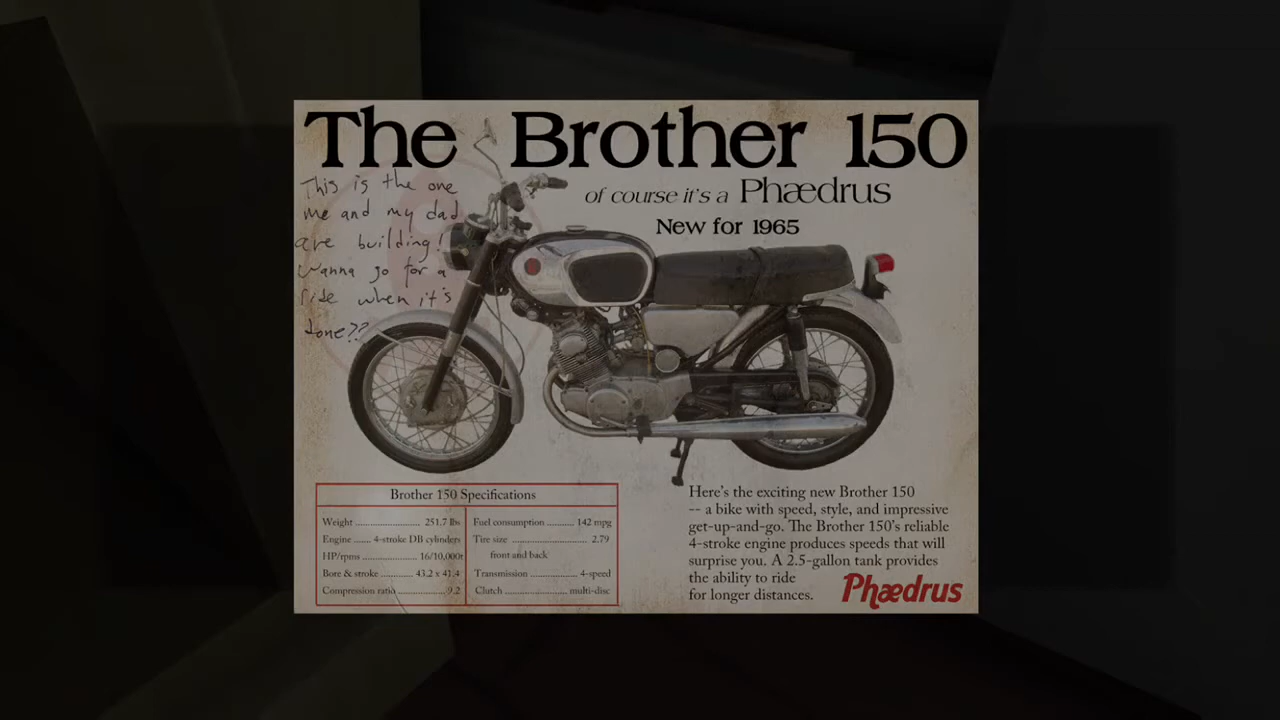 The Brother 150
of course it's a Phædrus
New for 1965
This is the one
me and my dad
are building!
Wanna go for a
ride when it's
done??
Brother 150 Specifications
Weight ........................ 251.7 lbs
Engine ...... 4-stroke DB cylinders
HP/rpms ............................ 16/10,000r
Bore & stroke ........... 43.2 x 41.4
Compression ratio .................. 9.2
Fuel consumption .......... 142 mpg
Tire size ............................. 2.79
front and back
Transmission ................. 4-speed
Clutch ....................... multi-disc
Here's the exciting new Brother 150
-- a bike with speed, style, and impressive
get-up-and-go. The Brother 150's reliable
4-stroke engine produces speeds that will
surprise you. A 2.5-gallon tank provides
the ability to ride
for longer distances.
Phædrus